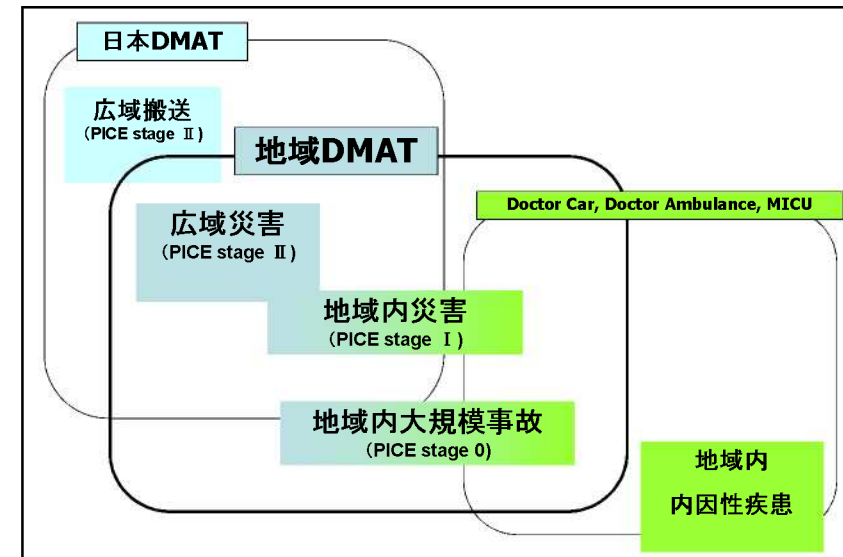 日本DMAT
広域搬送
(PICE stage Ⅱ)
地域DMAT
Doctor Car, Doctor Ambulance, MICU
広域災害
(PICE stage Ⅱ)
地域内災害
(PICE stage Ⅰ)
地域内大規模事故
(PICE stage 0)
地域内
内因性疾患